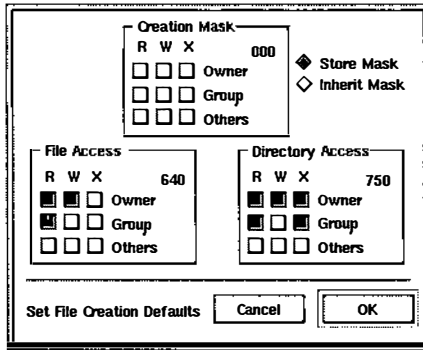 Creation Mask
R W X 000
Owner
Group
Others
Store Mask
Inherit Mask
File Access
R W X 640
Owner
Group
Others
Directory Access
R W X 750
Owner
Group
Others
Set File Creation Defaults
Cancel
OK